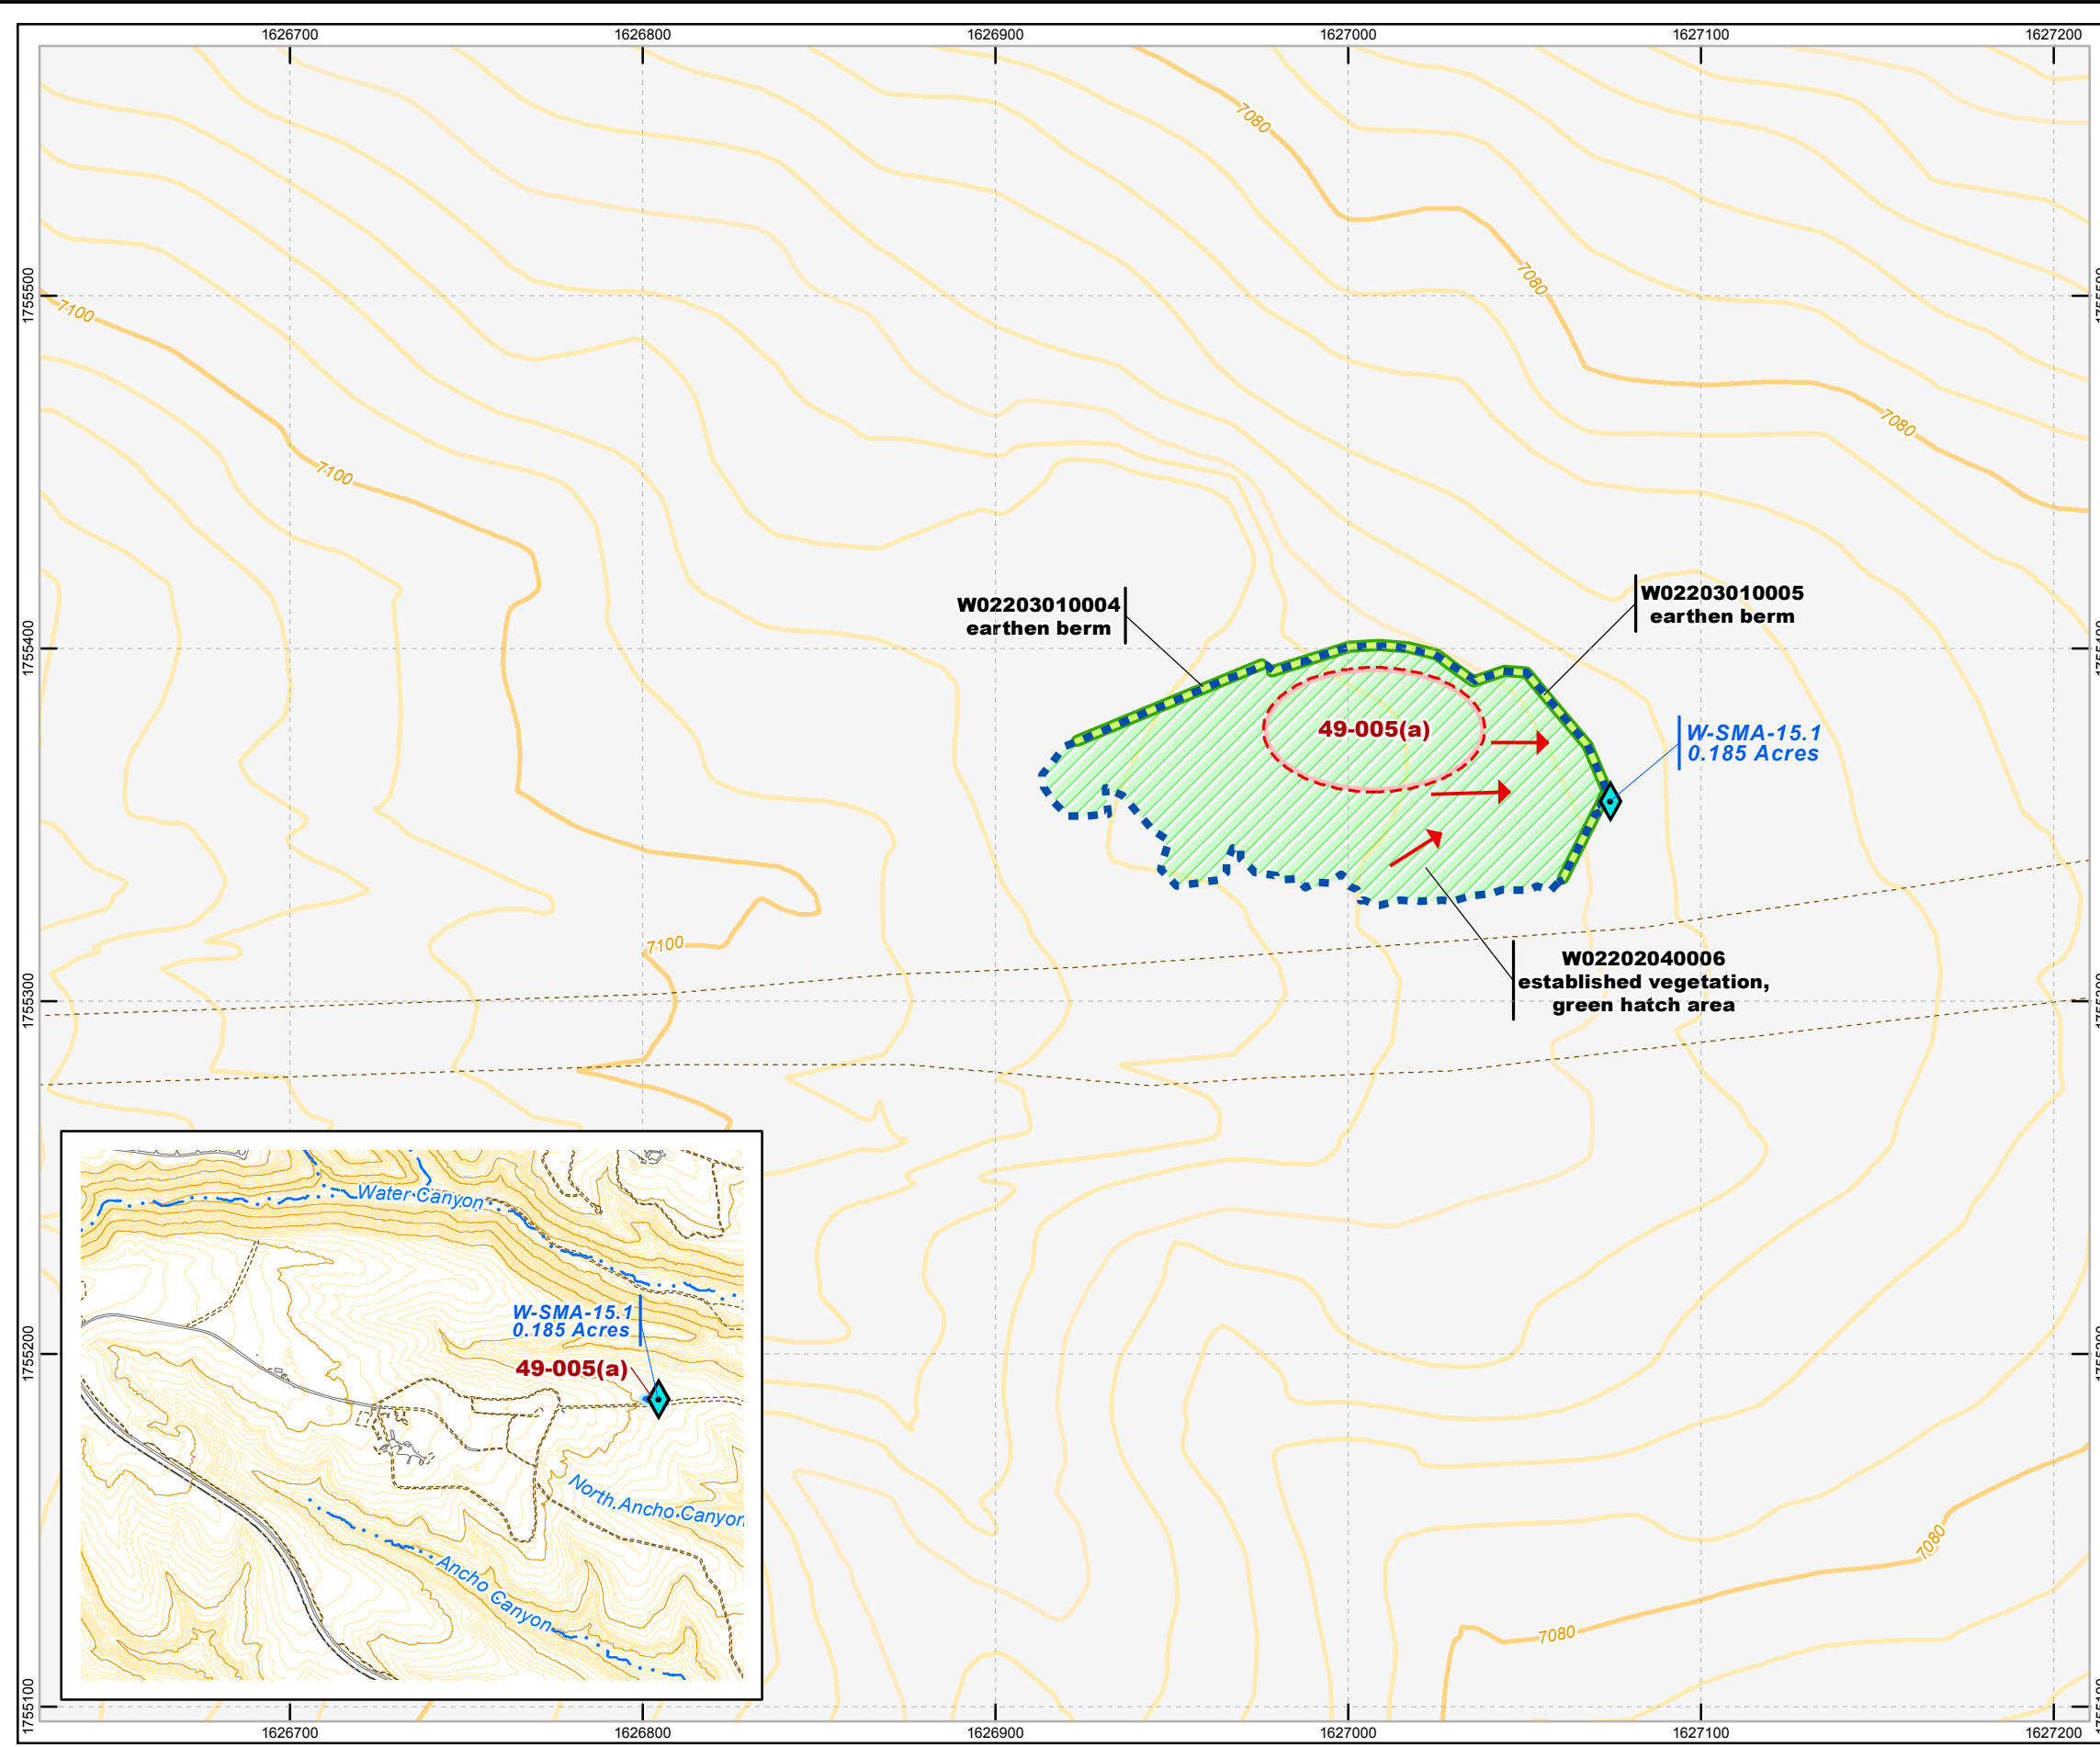 1626700 1626800 1626900 1627000 1627100 1627200
7080
7080
1755500
7100
7080
7100
1755400
W02203010004
earthen berm
W02203010005
earthen berm
49-005(a)
W-SMA-15.1
0.185 Acres
7100
W02202040006
established vegetation,
green hatch area
1755300
Water Canyon
W-SMA-15.1
0.185 Acres
49-005(a)
North Ancho Canyon
Ancho Canyon
1755200
7080
7080
1755100
1626700 1626800 1626900 1627000 1627100 1627200